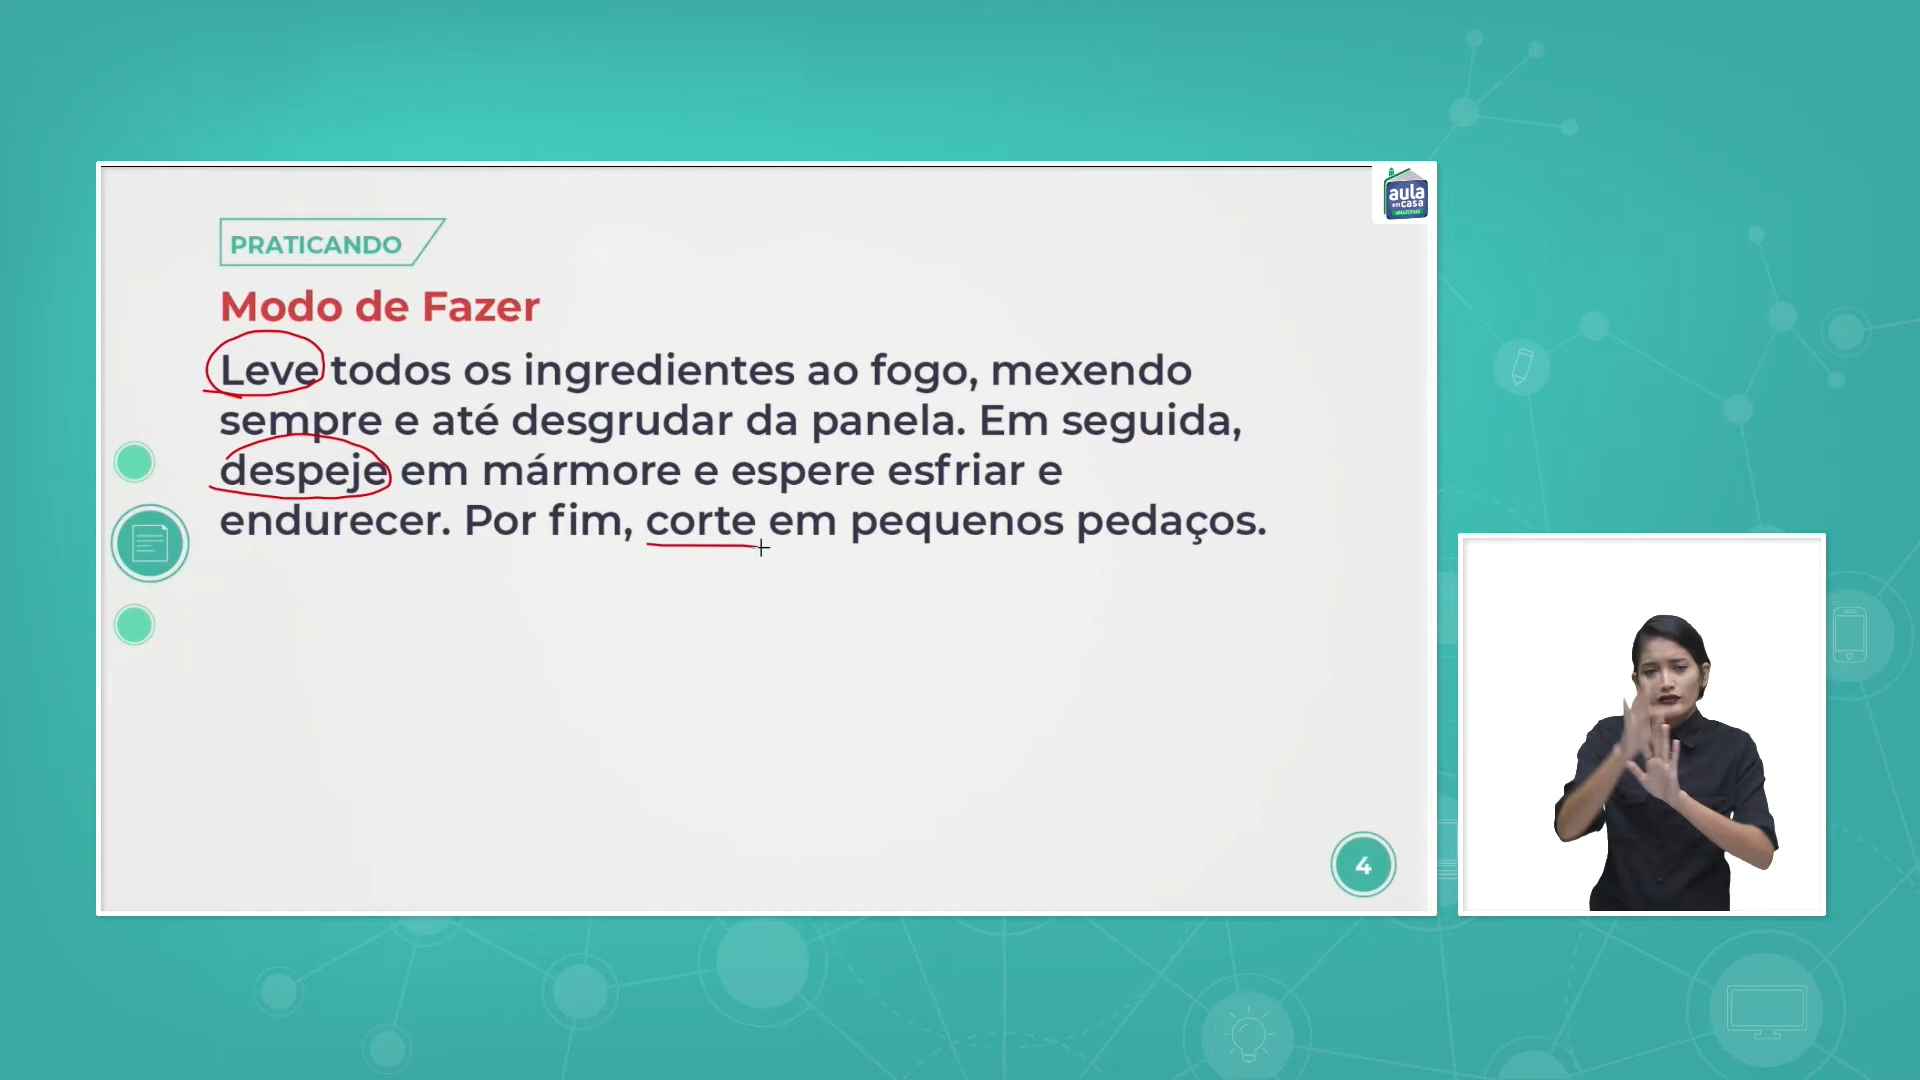 aula
em casa
AMAZONAS
PRATICANDO
Modo de Fazer
Leve todos os ingredientes ao fogo, mexendo
sempre e até desgrudar da panela. Em seguida,
despeje em mármore e espere esfriar e
endurecer. Por fim, corte em pequenos pedaços.
4